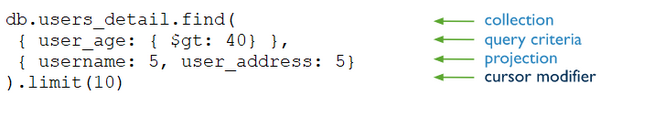 db.users_detail.find( collection
{ user_age: { $gt: 40} }, query criteria
{ username: 5, user_address: 5} projection
).limit(10) cursor modifier